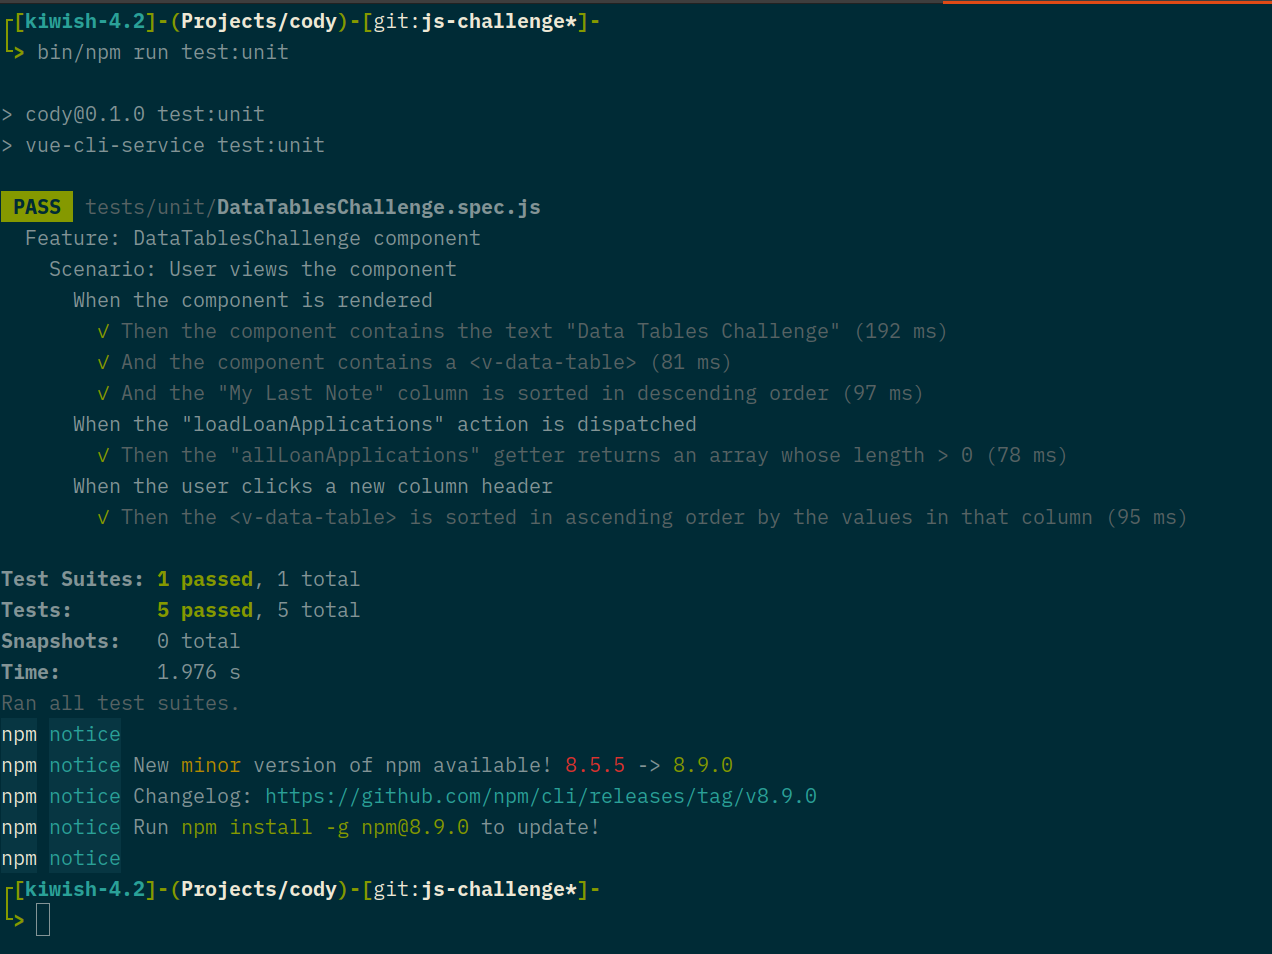 ┌[kiwish-4.2]-(Projects/cody)-[git:js-challenge*]-
└> bin/npm run test:unit
> cody@0.1.0 test:unit
> vue-cli-service test:unit
PASS tests/unit/DataTablesChallenge.spec.js
Feature: DataTablesChallenge component
Scenario: User views the component
When the component is rendered
✓ Then the component contains the text "Data Tables Challenge" (192 ms)
✓ And the component contains a <v-data-table> (81 ms)
✓ And the "My Last Note" column is sorted in descending order (97 ms)
When the "loadLoanApplications" action is dispatched
✓ Then the "allLoanApplications" getter returns an array whose length > 0 (78 ms)
When the user clicks a new column header
✓ Then the <v-data-table> is sorted in ascending order by the values in that column (95 ms)
Test Suites: 1 passed, 1 total
Tests: 5 passed, 5 total
Snapshots: 0 total
Time: 1.976 s
Ran all test suites.
npm notice
npm notice New minor version of npm available! 8.5.5 -> 8.9.0
npm notice Changelog: https://github.com/npm/cli/releases/tag/v8.9.0
npm notice Run npm install -g npm@8.9.0 to update!
npm notice
┌[kiwish-4.2]-(Projects/cody)-[git:js-challenge*]-
└>